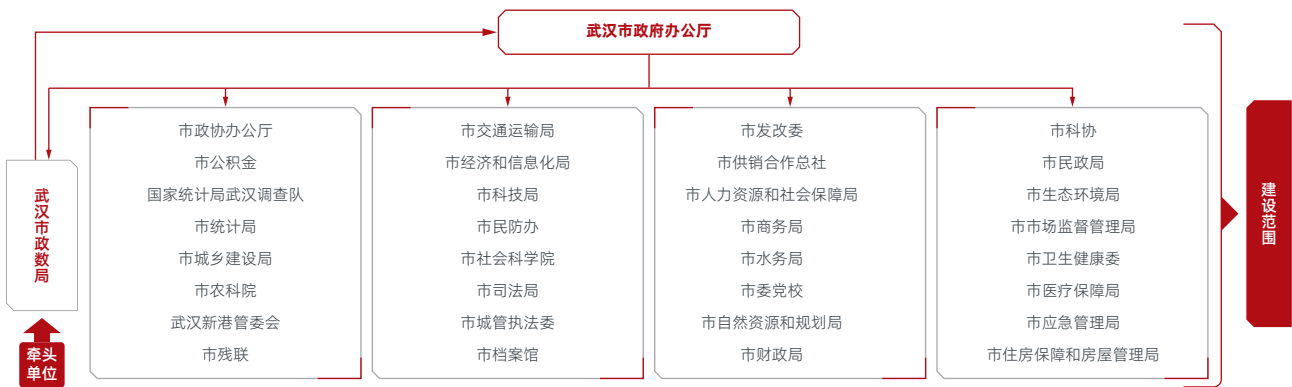 武汉市政府办公厅
武汉市政数局
牵头
单位
市政协办公厅
市公积金
国家统计局武汉调查队
市统计局
市城乡建设局
市农科院
武汉新港管委会
市残联
市交通运输局
市经济和信息化局
市科技局
市民防办
市社会科学院
市司法局
市城管执法委
市档案馆
市发改委
市供销合作总社
市人力资源和社会保障局
市商务局
市水务局
市委党校
市自然资源和规划局
市财政局
市科协
市民政局
市生态环境局
市市场监督管理局
市卫生健康委
市医疗保障局
市应急管理局
市住房保障和房屋管理局
建设范围